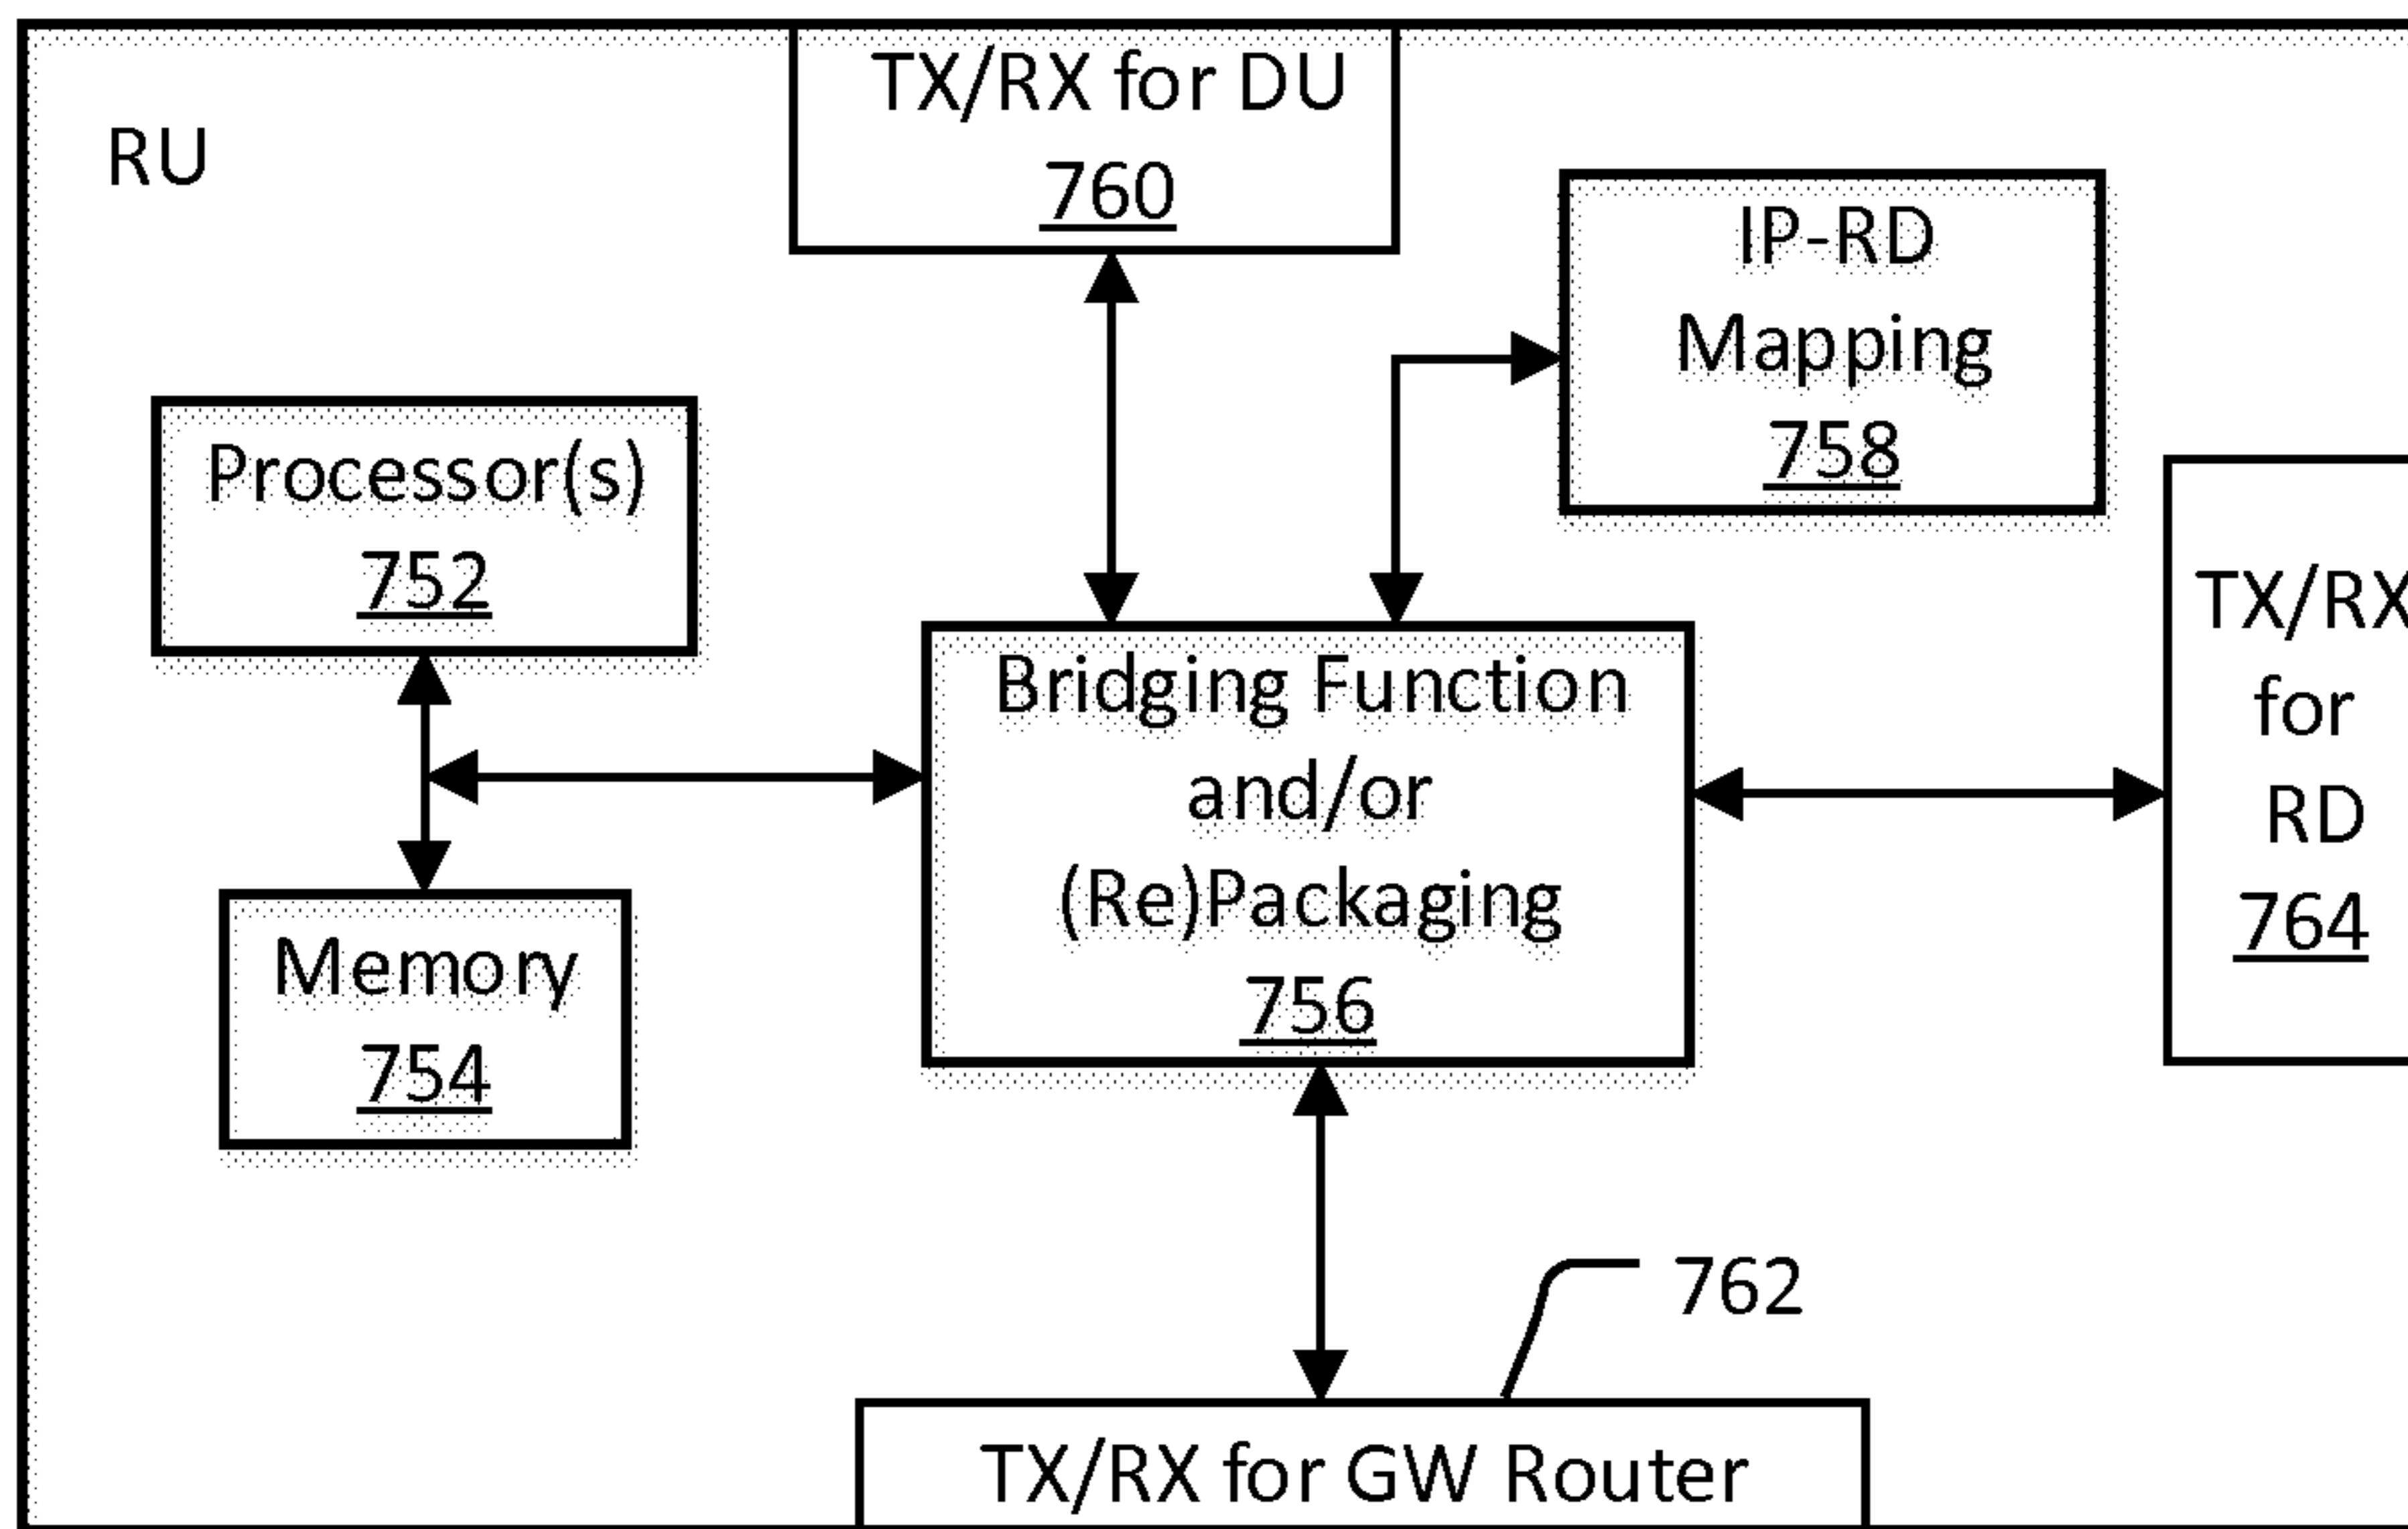 TX/RX for DU
760
RU
IP-RD
Mapping
758
Processor(s)
752
TX/RX
for
RD
764
Bridging Function
and/or
(Re)Packaging
756
Memory
754
762
TX/RX for GW Router